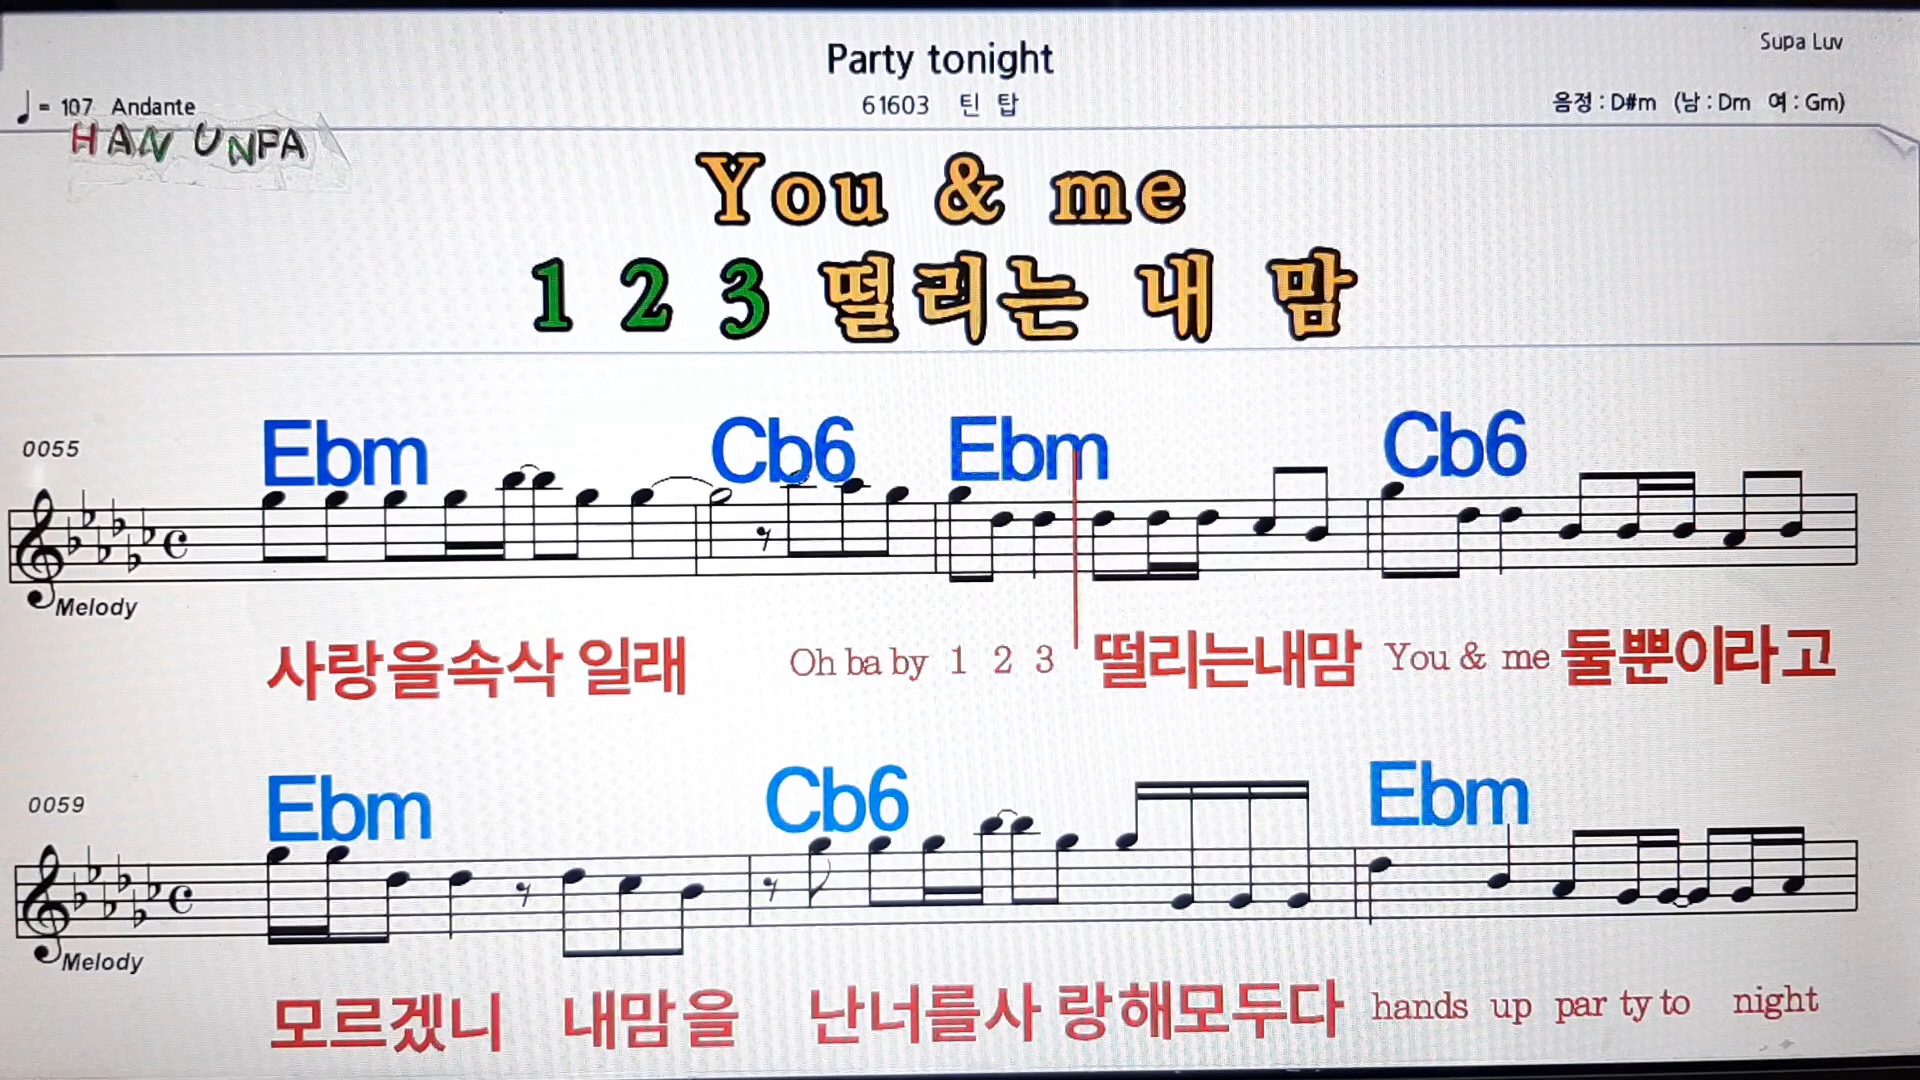 Party tonight
Supa Luv
♩ = 107 Andante
61603 틴 탑
음정 : D#m (남 : Dm 여 : Gm)
HAN UNPA
You & me
1 2 3 떨리는 내 맘
Ebm Cb6 Ebm Cb6
0055
Melody
사랑을속삭 일래 Oh ba by 1 2 3 떨리는내맘 You & me 둘뿐이라고
Ebm Cb6 Ebm
0059
Melody
모르겠니 내맘을 난너를사 랑해모두다 hands up par ty to night